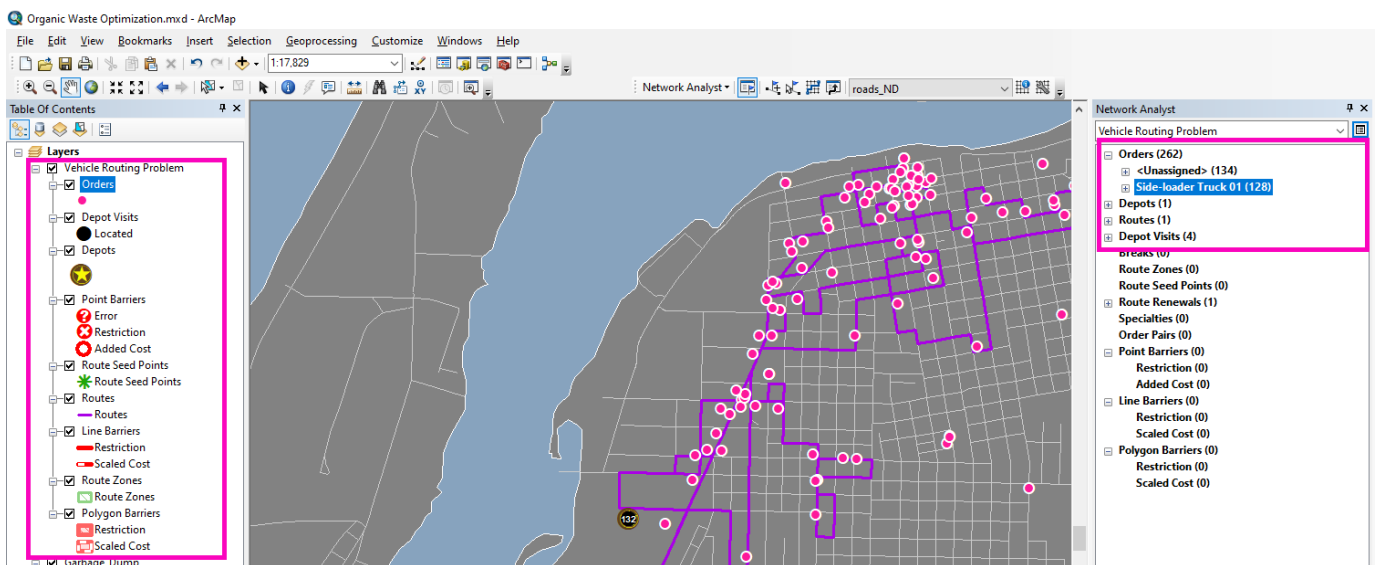 Organic Waste Optimization.mxd - ArcMap
File Edit View Bookmarks Insert Selection Geoprocessing Customize Windows Help
1:17,829
Network Analyst
roads_ND
Table Of Contents
Layers
Vehicle Routing Problem
Orders
Depot Visits
Located
Depots
Point Barriers
Error
Restriction
Added Cost
Route Seed Points
Route Seed Points
Routes
Routes
Line Barriers
Restriction
Scaled Cost
Route Zones
Route Zones
Polygon Barriers
Restriction
Scaled Cost
Garbage Dump
132
Network Analyst
Vehicle Routing Problem
Orders (262)
<Unassigned> (134)
Side-loader Truck 01 (128)
Depots (1)
Routes (1)
Depot Visits (4)
Breaks (0)
Route Zones (0)
Route Seed Points (0)
Route Renewals (1)
Specialties (0)
Order Pairs (0)
Point Barriers (0)
Restriction (0)
Added Cost (0)
Line Barriers (0)
Restriction (0)
Scaled Cost (0)
Polygon Barriers (0)
Restriction (0)
Scaled Cost (0)